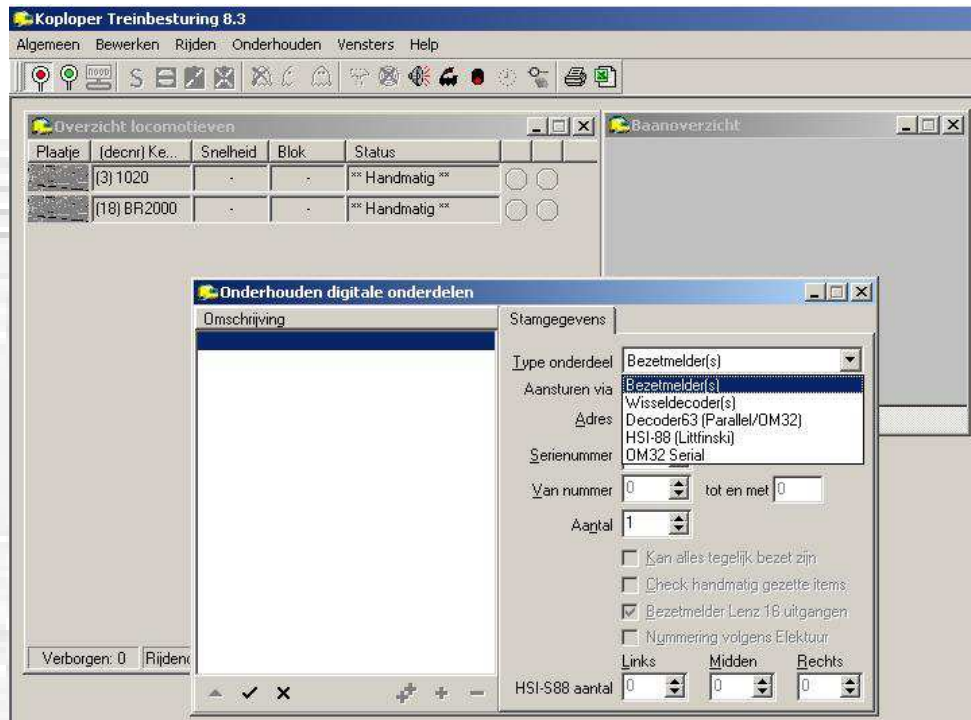 Koploper Treinbesturing 8.3
Algemeen Bewerken Rijden Onderhouden Vensters Help
noop S
Overzicht locomotieven
Plaatje (decnr) Ke... Snelheid Blok Status
(3) 1020 - - ** Handmatig **
(18) BR2000 - - ** Handmatig **
Baanoverzicht
Onderhouden digitale onderdelen
Omschrijving
Stamgegevens
Type onderdeel Bezetmelder(s)
Aansturen via
Bezetmelder(s)
Wisseldecoder(s)
Adres
Decoder63 (Parallel/OM32)
HSI-88 (Littfinski)
Serienummer
OM32 Serial
Van nummer 0 tot en met 0
Aantal 1
Kan alles tegelijk bezet zijn
Check handmatig gezette items
Bezetmelder Lenz 16 uitgangen
Nummering volgens Elektuur
Links Midden Rechts
HSI-S88 aantal 0 0 0
Verborgen: 0 Rijden